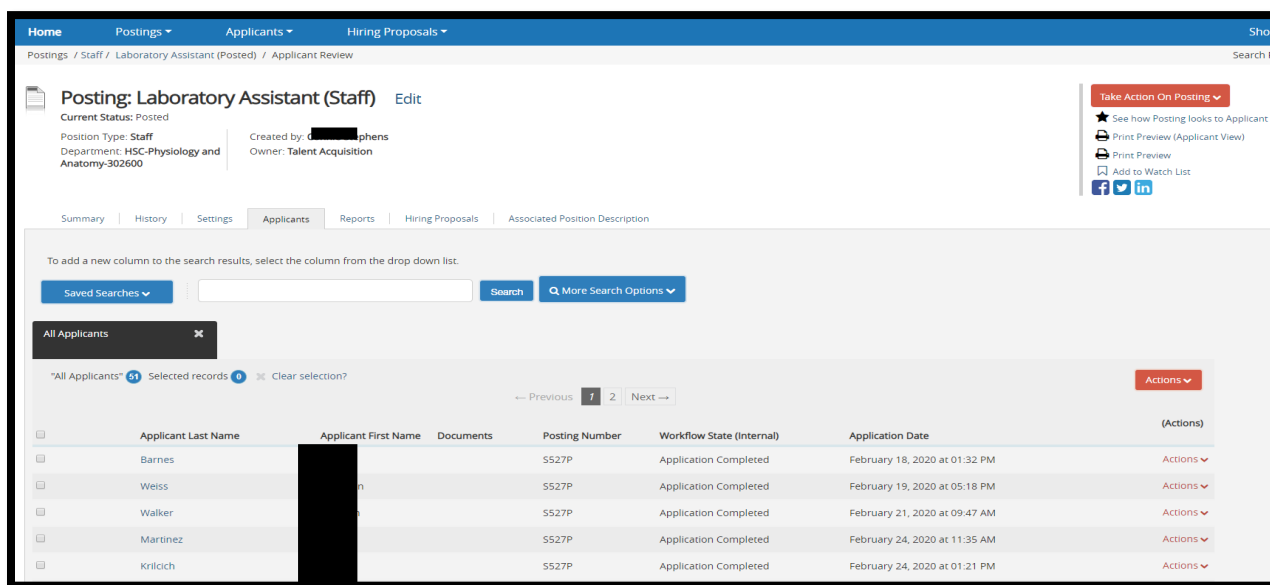 Home Postings Applicants Hiring Proposals Sho
Postings / Staff / Laboratory Assistant (Posted) / Applicant Review Search
Posting: Laboratory Assistant (Staff) Edit
Current Status: Posted
Position Type: Staff
Department: HSC-Physiology and
Anatomy-302600
Created by: phens
Owner: Talent Acquisition
Take Action On Posting
See how Posting looks to Applicant
Print Preview (Applicant View)
Print Preview
Add to Watch List
Summary History Settings Applicants Reports Hiring Proposals Associated Position Description
To add a new column to the search results, select the column from the drop down list.
Saved Searches Search More Search Options
All Applicants
"All Applicants" 51 Selected records 0 Clear selection?
Actions
← Previous 1 2 Next →
(Actions)
Applicant Last Name Applicant First Name Documents Posting Number Workflow State (Internal) Application Date
Barnes S527P Application Completed February 18, 2020 at 01:32 PM Actions
Weiss n S527P Application Completed February 19, 2020 at 05:18 PM Actions
Walker S527P Application Completed February 21, 2020 at 09:47 AM Actions
Martinez S527P Application Completed February 24, 2020 at 11:35 AM Actions
Krilcich S527P Application Completed February 24, 2020 at 01:21 PM Actions